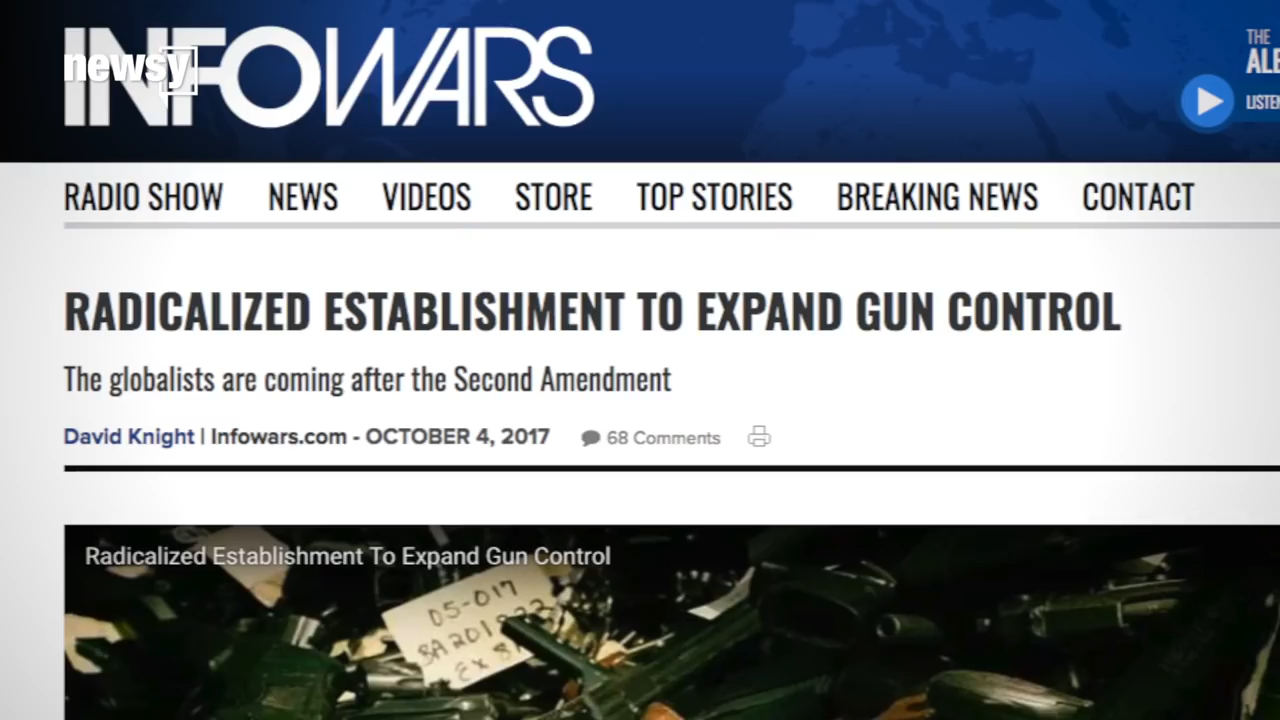 INFOWARS
newsy
THE
LISTEN
RADIO SHOW NEWS VIDEOS STORE TOP STORIES BREAKING NEWS CONTACT
RADICALIZED ESTABLISHMENT TO EXPAND GUN CONTROL
The globalists are coming after the Second Amendment
David Knight | Infowars.com - OCTOBER 4, 2017 68 Comments
Radicalized Establishment To Expand Gun Control
05-017